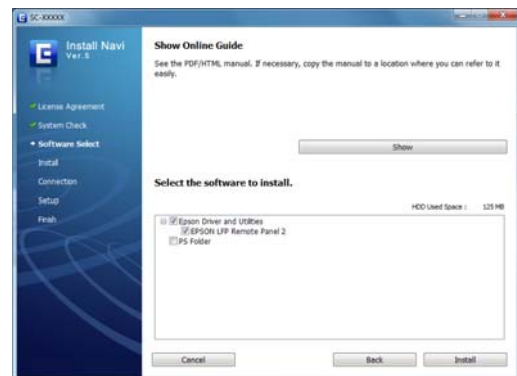 SC-XXXXX
E
Install Navi
Ver.8
License Agreement
System Check
Software Select
Install
Connection
Setup
Finish
Show Online Guide
See the PDF/HTML manual. If necessary, copy the manual to a location where you can refer to it
easily.
Show
Select the software to install.
HDD Used Space : 125 MB
Epson Driver and Utilities
EPSON LFP Remote Panel 2
PS Folder
Cancel
Back
Install